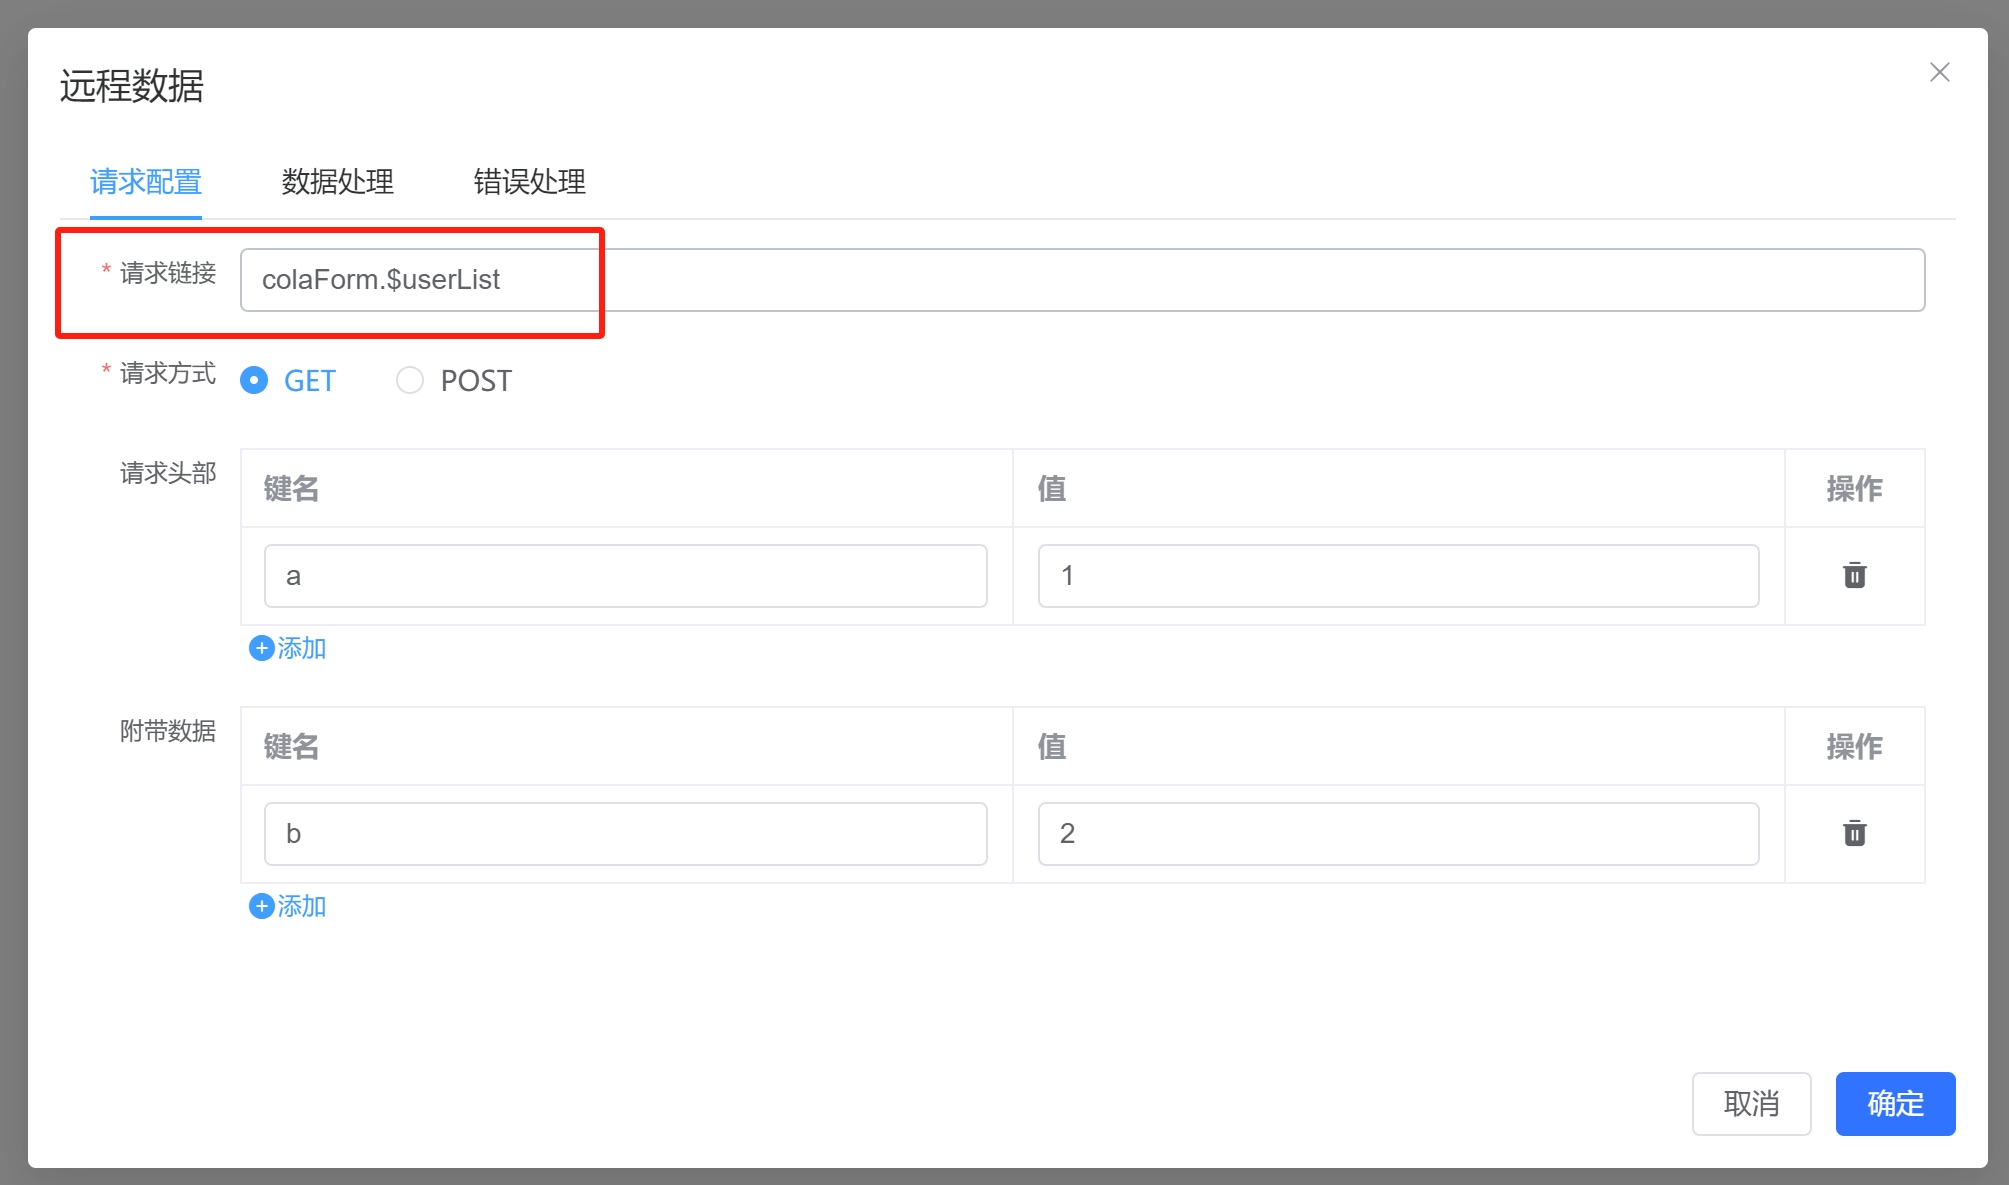 远程数据
请求配置 数据处理 错误处理
* 请求链接 colaForm.$userList
* 请求方式 GET POST
请求头部 键名 值 操作
a 1
添加
附带数据 键名 值 操作
b 2
添加
取消 确定